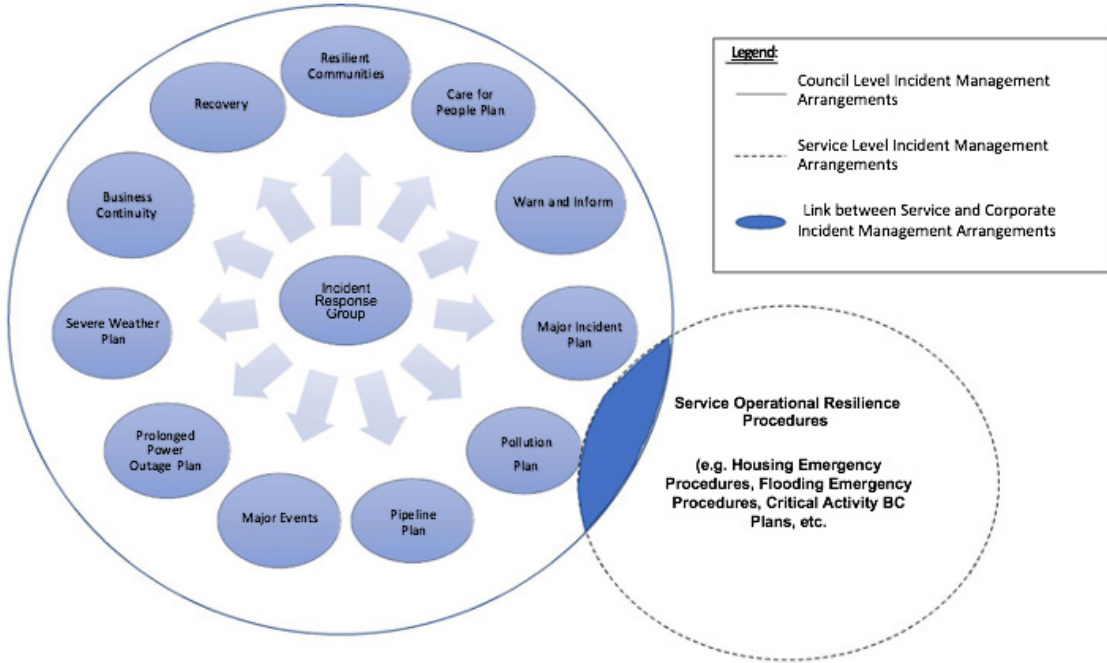 Resilient
Communities
Recovery
Care for
People Plan
Business
Continuity
Warn and Inform
Incident
Response
Group
Severe Weather
Plan
Major Incident
Plan
Prolonged
Power
Outage Plan
Pollution
Plan
Major Events
Pipeline
Plan
Legend:
Council Level Incident Management
Arrangements
Service Level Incident Management
Arrangements
Link between Service and Corporate
Incident Management Arrangements
Service Operational Resilience
Procedures
(e.g. Housing Emergency
Procedures, Flooding Emergency
Procedures, Critical Activity BC
Plans, etc.